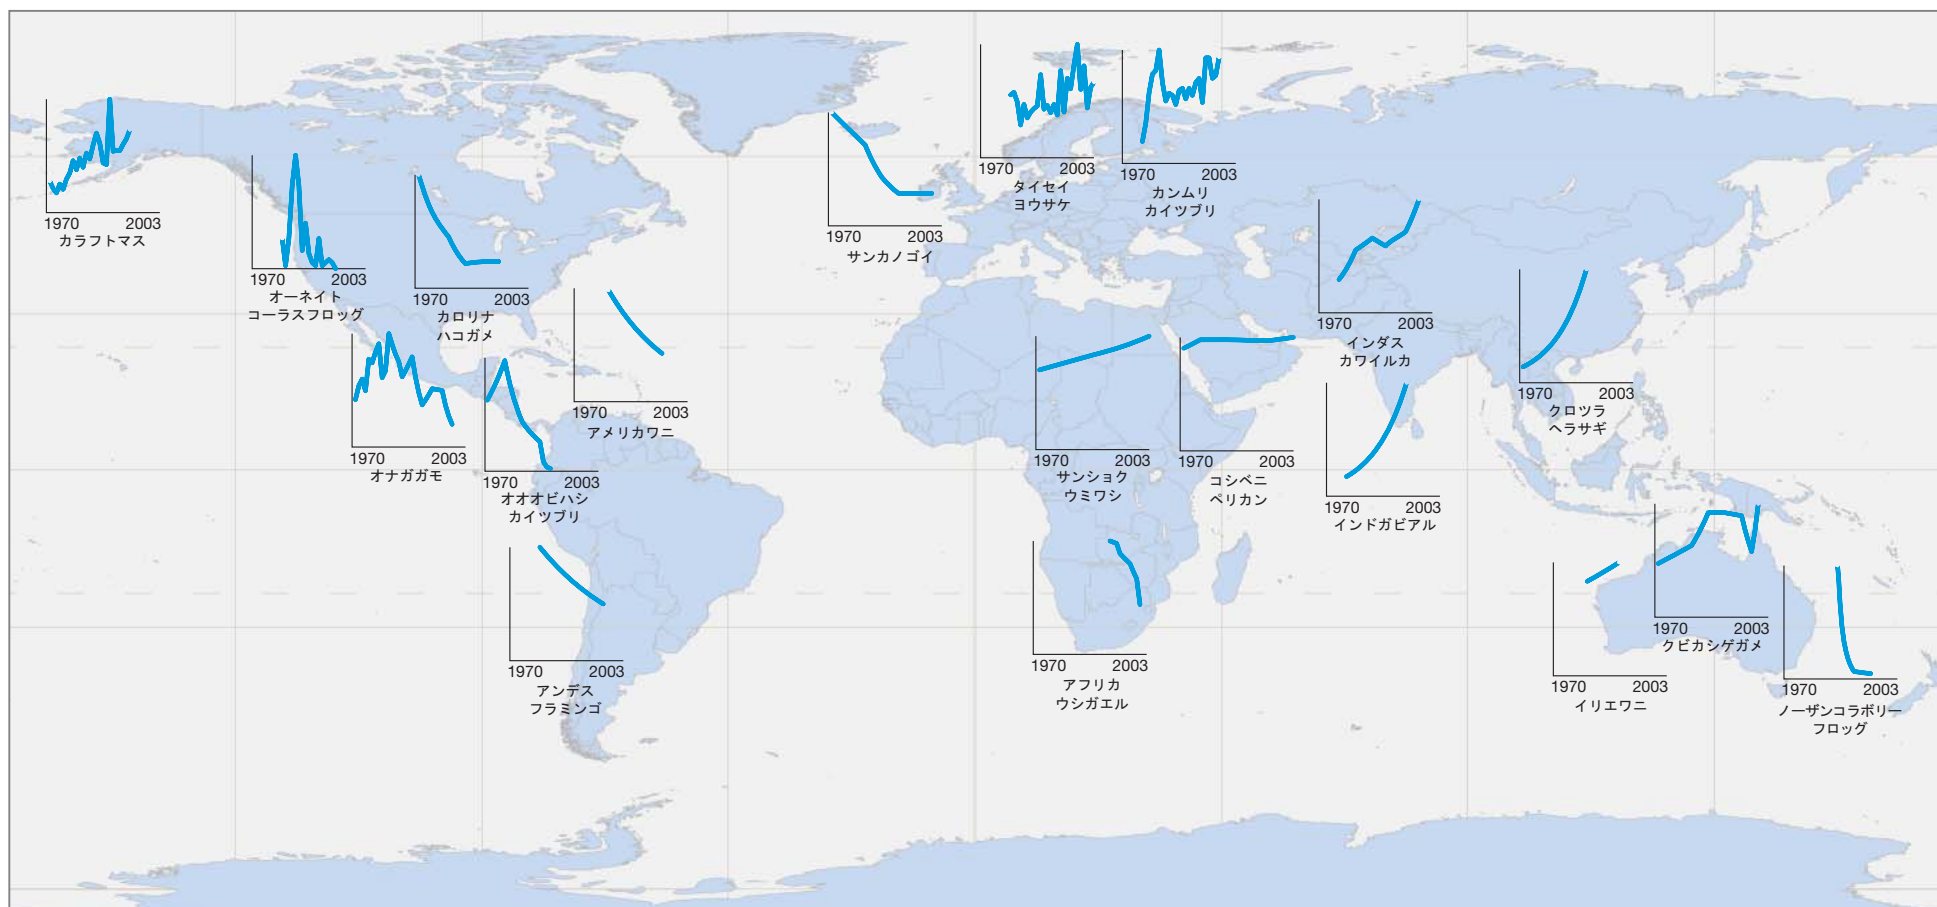 1970 2003
カラフトマス
1970 2003
オーネイト
コーラスフロッグ
1970 2003
カロリナ
ハコガメ
1970 2003
アメリカワニ
1970 2003
オナガガモ
1970 2003
オオオビハシ
カイツブリ
1970 2003
アンデス
フラミンゴ
1970 2003
サンカノゴイ
1970 2003
タイセイ
ヨウサケ
1970 2003
カンムリ
カイツブリ
1970 2003
サンショク
ウミワシ
1970 2003
コシベニ
ペリカン
1970 2003
アフリカ
ウシガエル
1970 2003
インダス
カワイルカ
1970 2003
インドガビアル
1970 2003
クロツラ
ヘラサギ
1970 2003
イリエワニ
1970 2003
クビカシゲガメ
1970 2003
ノーザンコラボリー
フロッグ